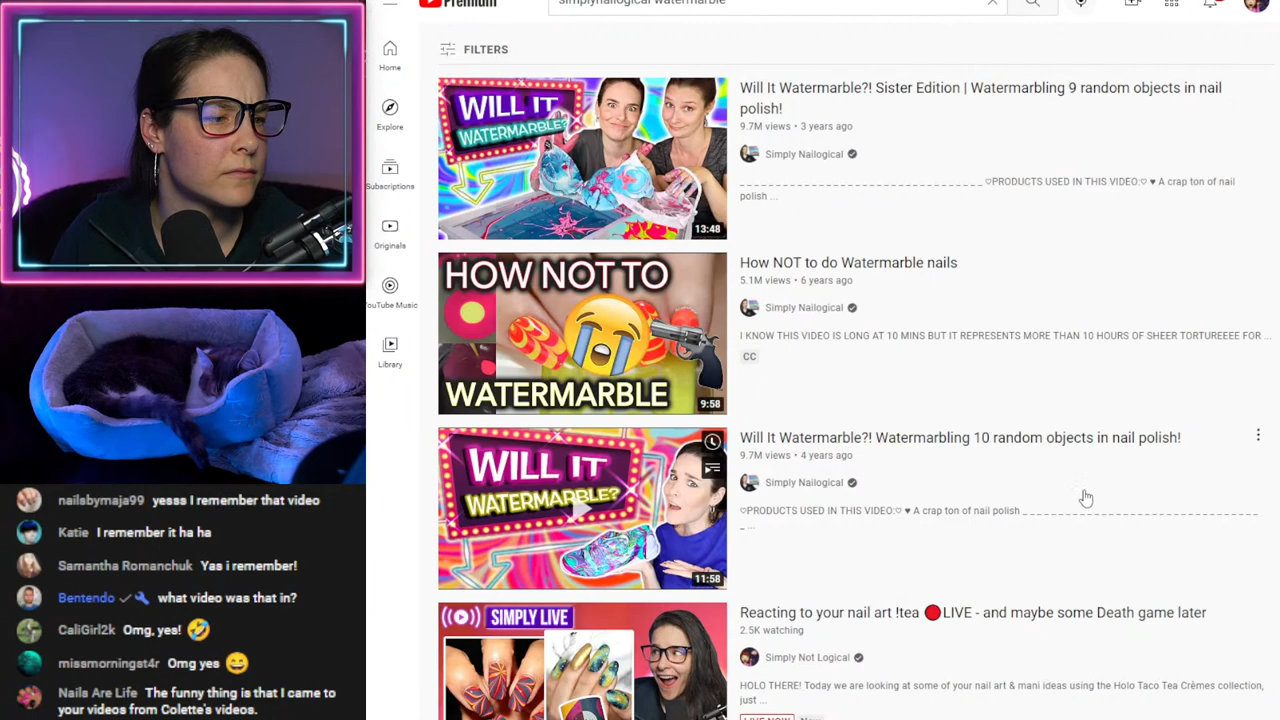 Premium
simplynailogical watermarble
FILTERS
Home
Explore
Subscriptions
Originals
YouTube Music
Library
WILL IT
WATERMARBLE?
13:48
Will It Watermarble?! Sister Edition | Watermarbling 9 random objects in nail
polish!
9.7M views • 3 years ago
Simply Nailogical
_ _ _ _ _ _ _ _ _ _ _ _ _ _ _ _ _ _ _ _ _ _ _ _ _ _ _ _ _ _ _ _ _ _ ♡PRODUCTS USED IN THIS VIDEO:♡ ♥ A crap ton of nail
polish ...
HOW NOT TO
WATERMARBLE
9:58
How NOT to do Watermarble nails
5.1M views • 6 years ago
Simply Nailogical
I KNOW THIS VIDEO IS LONG AT 10 MINS BUT IT REPRESENTS MORE THAN 10 HOURS OF SHEER TORTUREEEE FOR ...
CC
WILL IT
WATERMARBLE?
11:58
Will It Watermarble?! Watermarbling 10 random objects in nail polish!
9.7M views • 4 years ago
Simply Nailogical
♡PRODUCTS USED IN THIS VIDEO:♡ ♥ A crap ton of nail polish _ _ _ _ _ _ _ _ _ _ _ _ _ _ _ _ _ _ _ _ _ _ _ _ _ _ _ _ _ _ _ _ _
_ ...
SIMPLY LIVE
Reacting to your nail art !tea 🔴LIVE - and maybe some Death game later
2.5K watching
Simply Not Logical
HOLO THERE! Today we are looking at some of your nail art & mani ideas using the Holo Taco Tea Crèmes collection,
just ...
LIVE NOW New
nailsbymaja99 yesss I remember that video
Katie I remember it ha ha
Samantha Romanchuk Yas i remember!
Bentendo what video was that in?
CaliGirl2k Omg, yes! 🤣
missmorningst4r Omg yes 😄
Nails Are Life The funny thing is that I came to
your videos from Colette's videos.